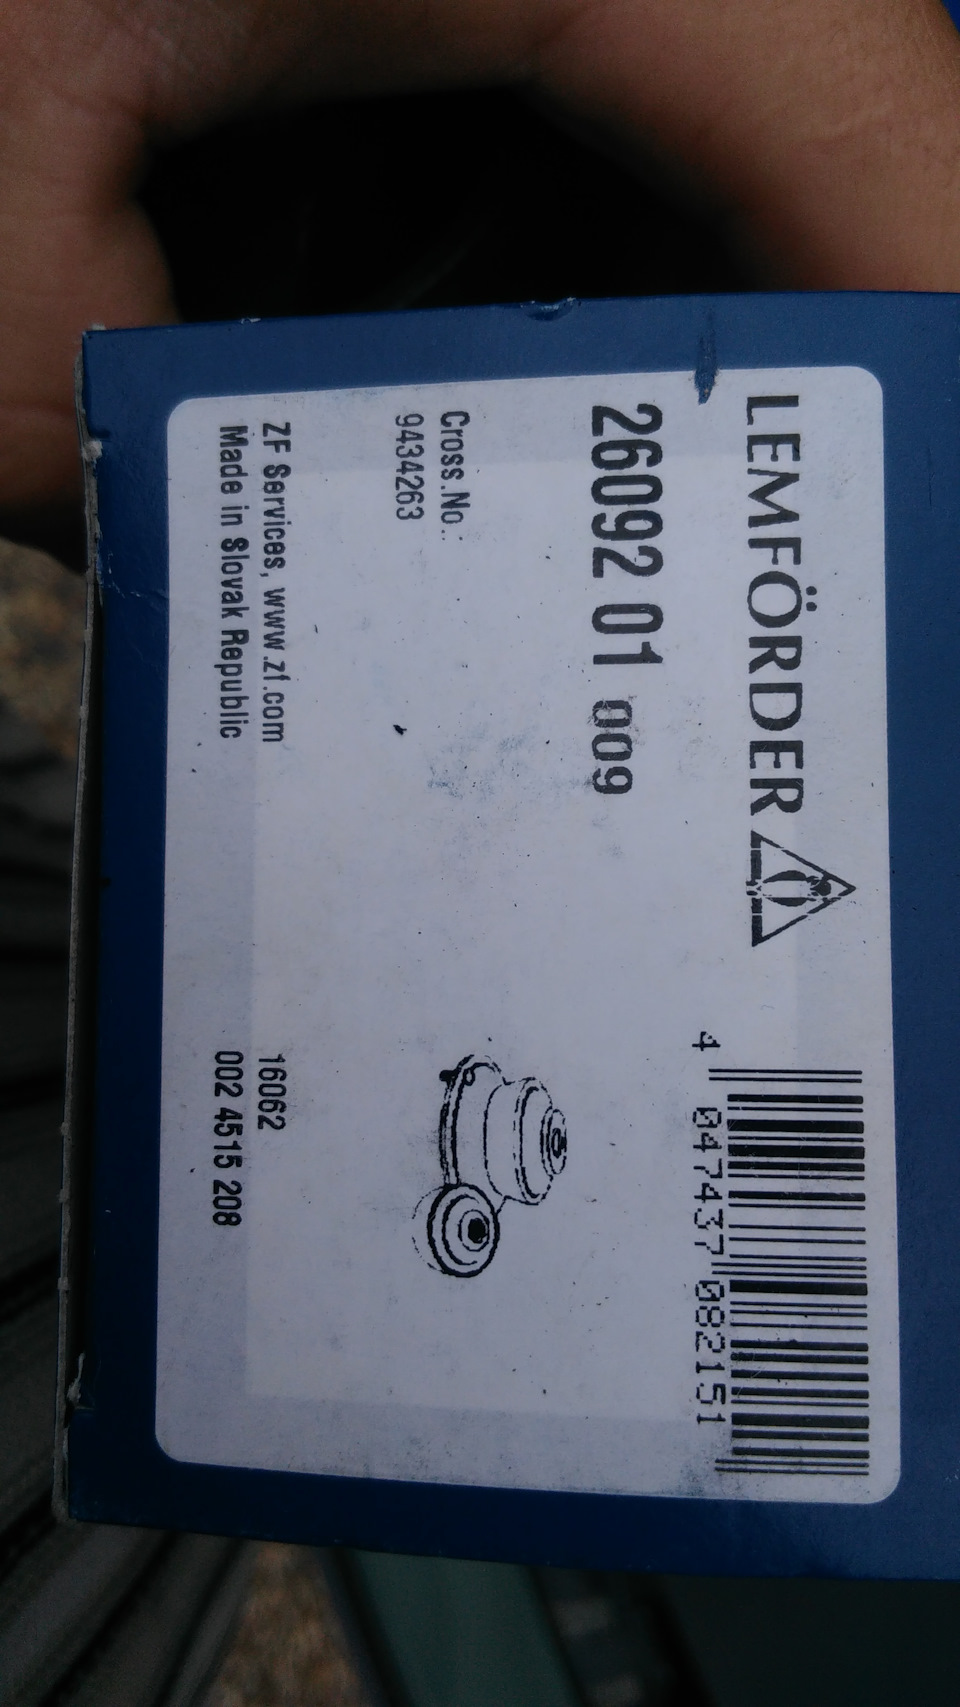 LEMFÖRDER
26092 01 009
4 047437 082151
Cross.No.:
9434263
ZF Services, www.zf.com
Made in Slovak Republic
16062
002 4515 208